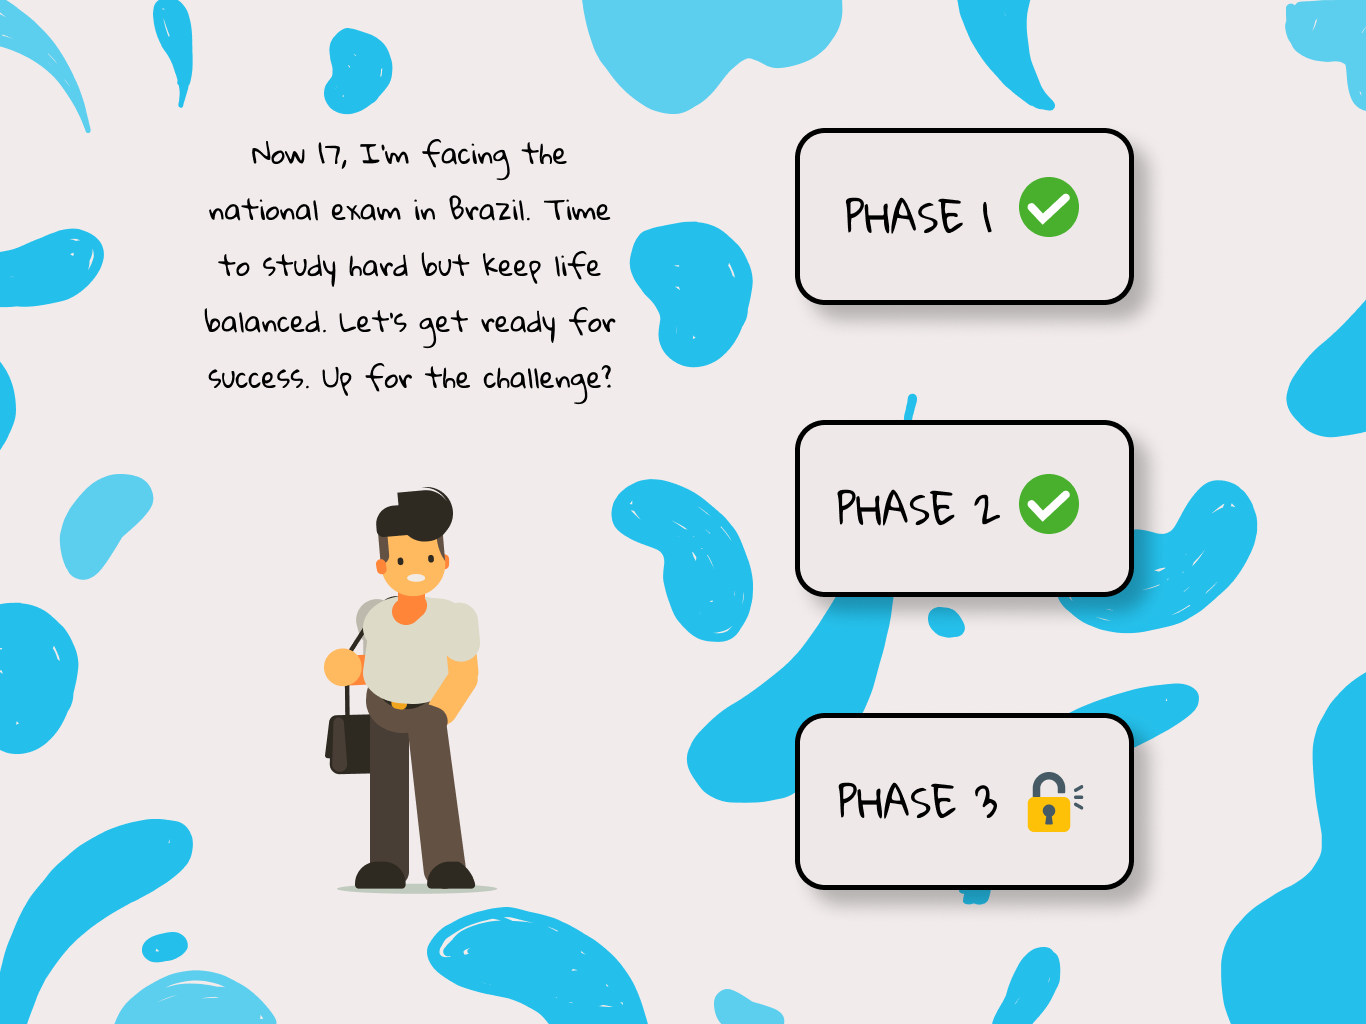 Now 17, I'm facing the
national exam in Brazil. Time
to study hard but keep life
balanced. Let's get ready for
success. Up for the challenge?
PHASE 1
PHASE 2
PHASE 3